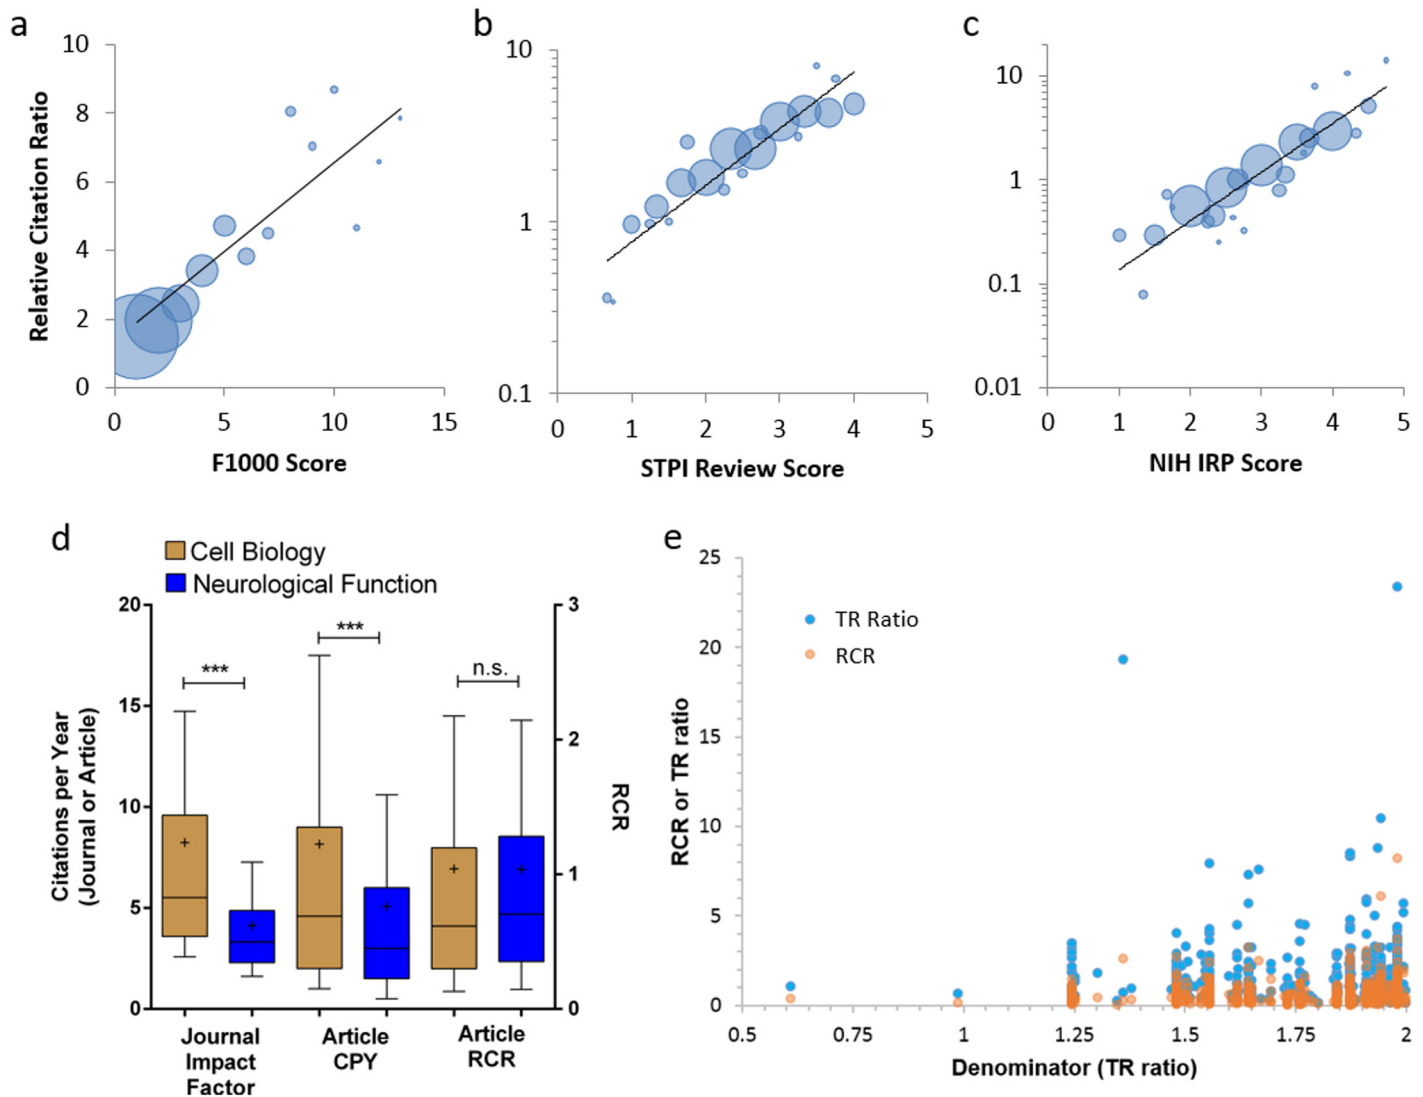 a
10
8
6
4
2
0
0 5 10 15
Relative Citation Ratio
F1000 Score
b
10
1
0.1
0 1 2 3 4 5
STPI Review Score
c
10
1
0.1
0.01
0 1 2 3 4 5
NIH IRP Score
d
Cell Biology
Neurological Function
Citations per Year
(Journal or Article)
20
15
10
5
0
***
***
n.s.
3
2
1
0
RCR
Journal
Impact
Factor
Article
CPY
Article
RCR
e
RCR or TR ratio
25
20
15
10
5
0
TR Ratio
RCR
0.5 0.75 1 1.25 1.5 1.75 2
Denominator (TR ratio)